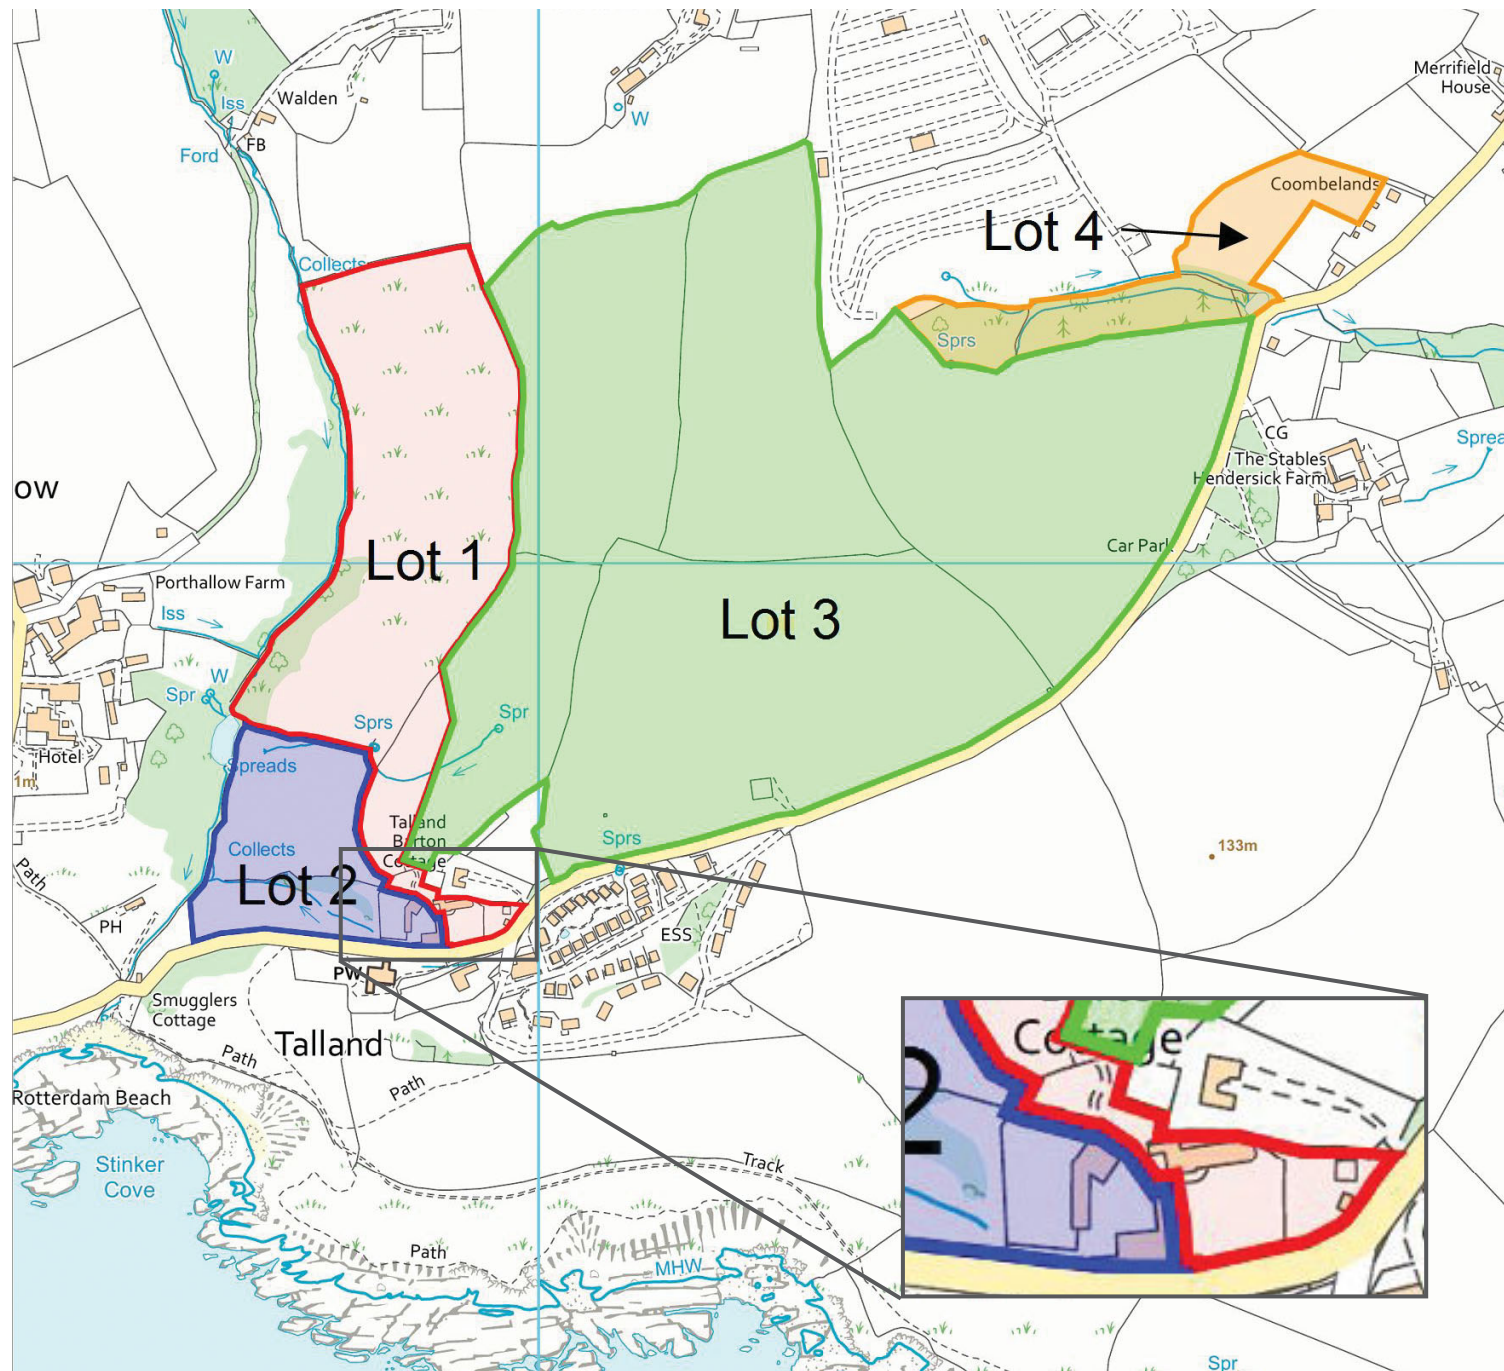 W
Iss
Walden
Ford
FB
W
Merrifield
House
Coombelands
Lot 4
Collects
Sprs
CG
The Stables
Hendersick Farm
Sprea
ow
Lot 1
Car Park
Porthallow Farm
Iss
Lot 3
W
Spr
Sprs
Spr
Hotel
1m
Spreads
Talland
Barton
Cottage
Sprs
133m
Collects
Lot 2
Path
PH
ESS
PW
Smugglers
Cottage
Talland
Path
Path
Rotterdam Beach
Cottage
2
Stinker
Cove
Track
Path
MHW
Spr